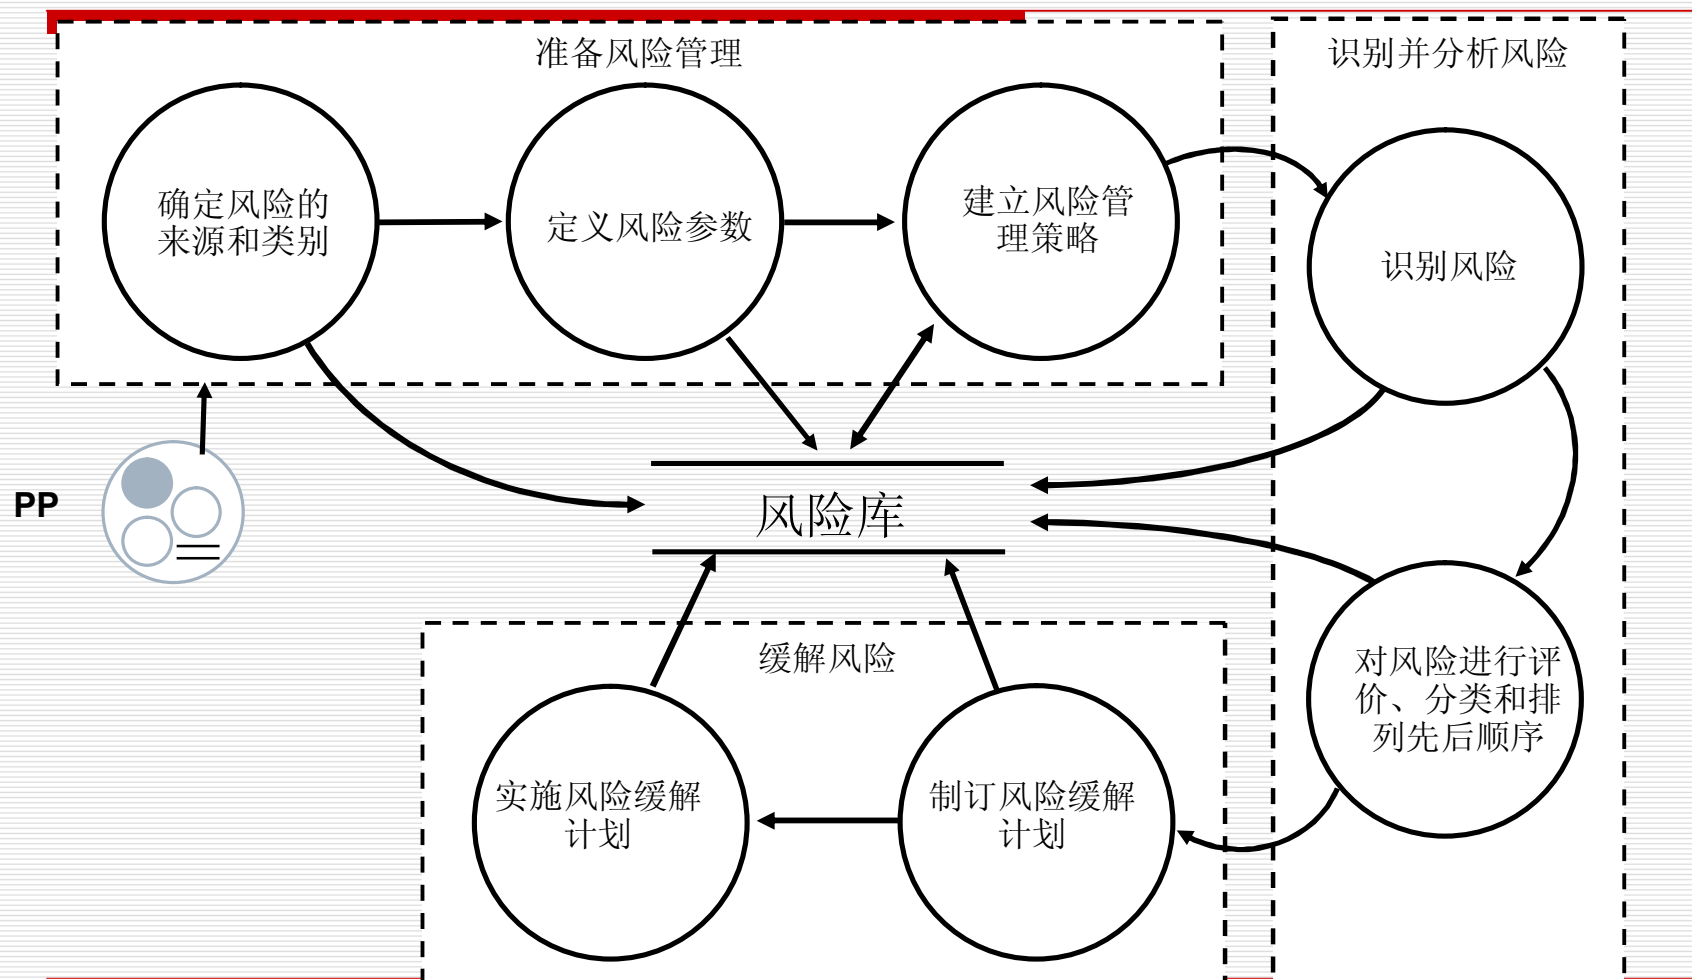 准备风险管理
识别并分析风险
确定风险的
来源和类别
定义风险参数
建立风险管
理策略
识别风险
PP
风险库
缓解风险
对风险进行评
价、分类和排
列先后顺序
实施风险缓解
计划
制订风险缓解
计划